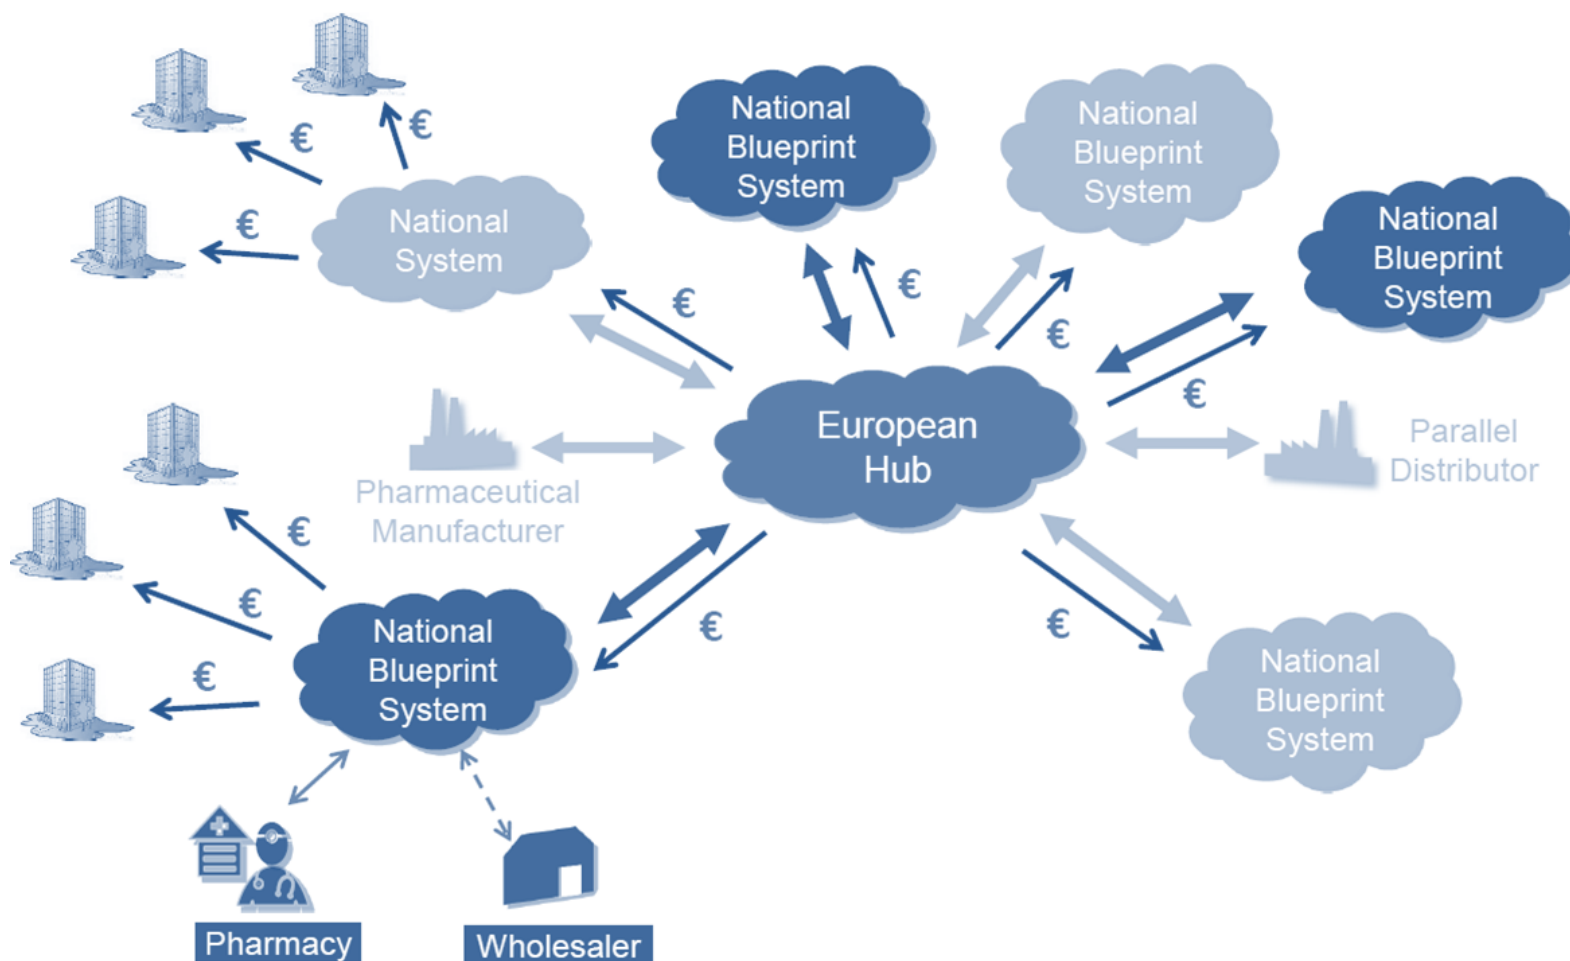 €
€
€
National
System
National
Blueprint
System
National
Blueprint
System
National
Blueprint
System
€
€
€
€
European
Hub
Pharmaceutical
Manufacturer
Parallel
Distributor
€
€
€
€
€
National
Blueprint
System
National
Blueprint
System
Pharmacy
Wholesaler